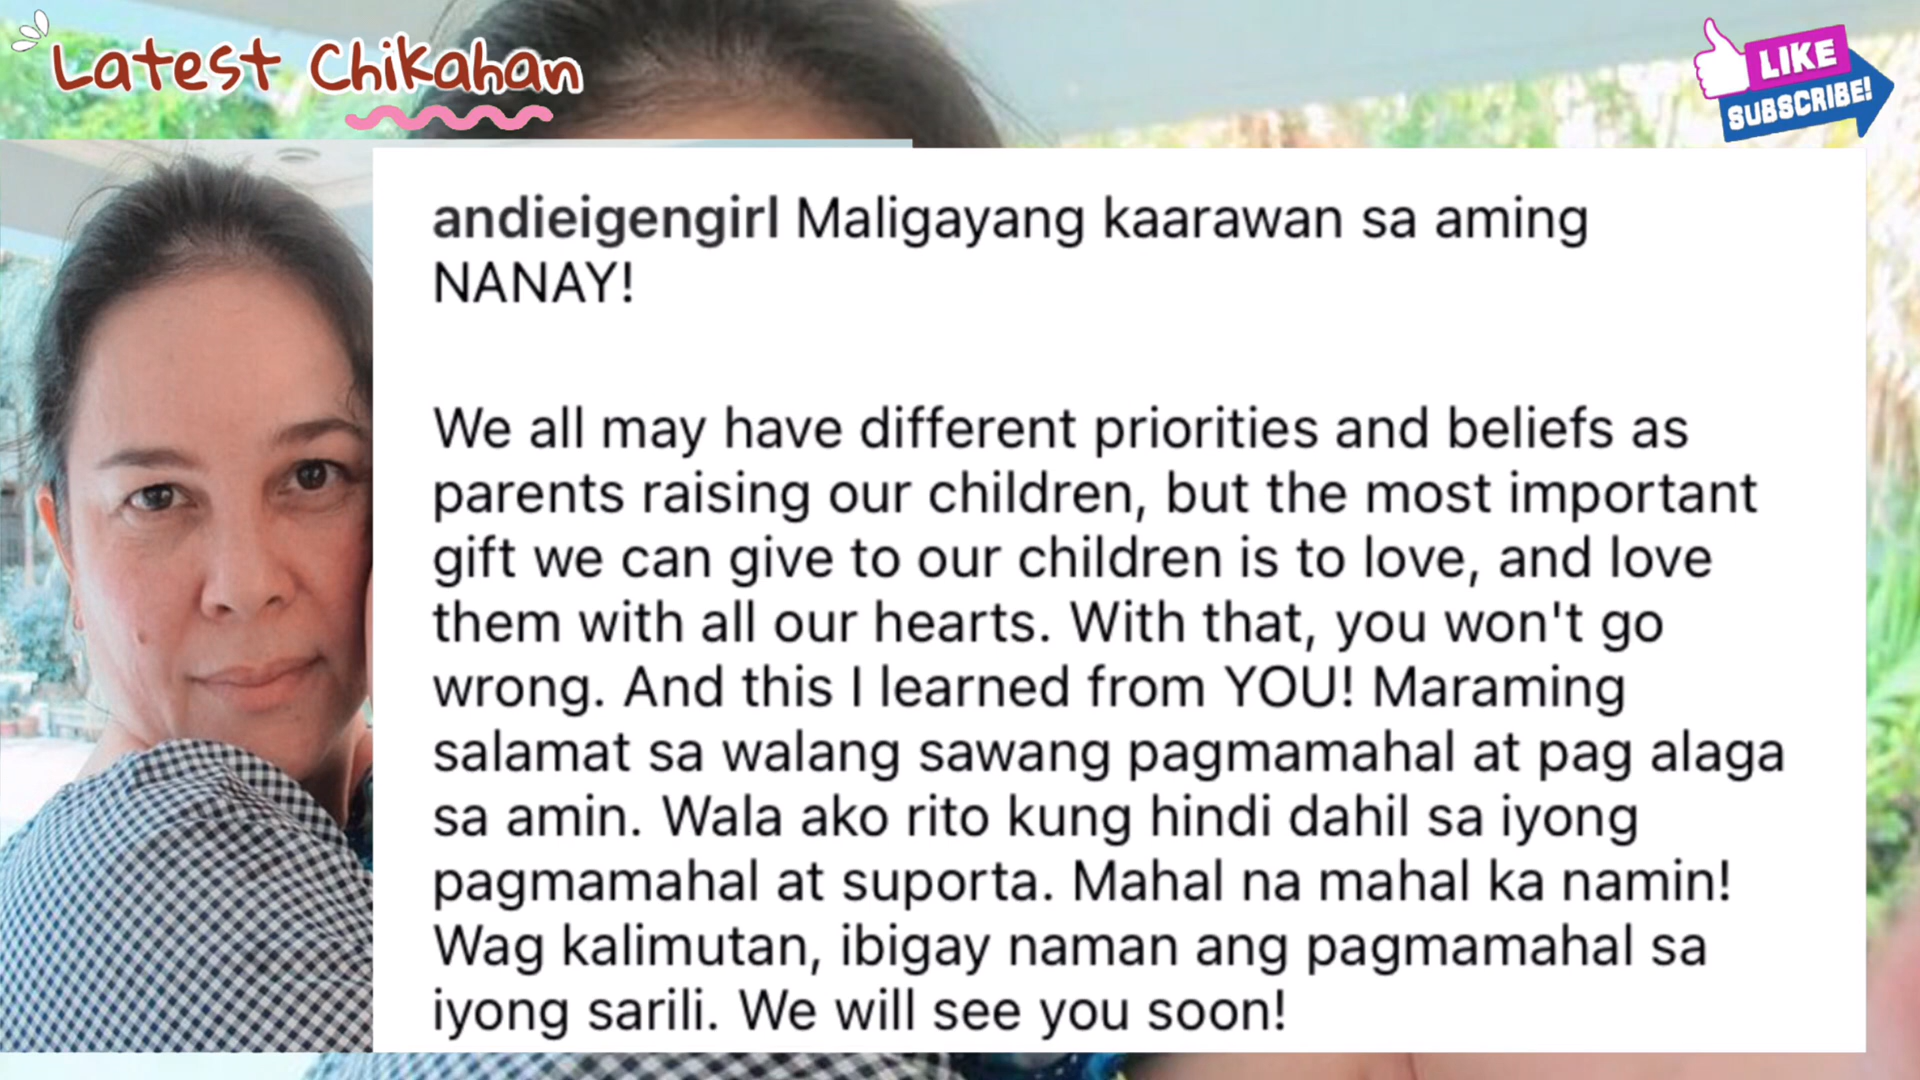 Latest Chikahan
LIKE
SUBSCRIBE!
andieigengirl Maligayang kaarawan sa aming
NANAY!
We all may have different priorities and beliefs as
parents raising our children, but the most important
gift we can give to our children is to love, and love
them with all our hearts. With that, you won't go
wrong. And this I learned from YOU! Maraming
salamat sa walang sawang pagmamahal at pag alaga
sa amin. Wala ako rito kung hindi dahil sa iyong
pagmamahal at suporta. Mahal na mahal ka namin!
Wag kalimutan, ibigay naman ang pagmamahal sa
iyong sarili. We will see you soon!